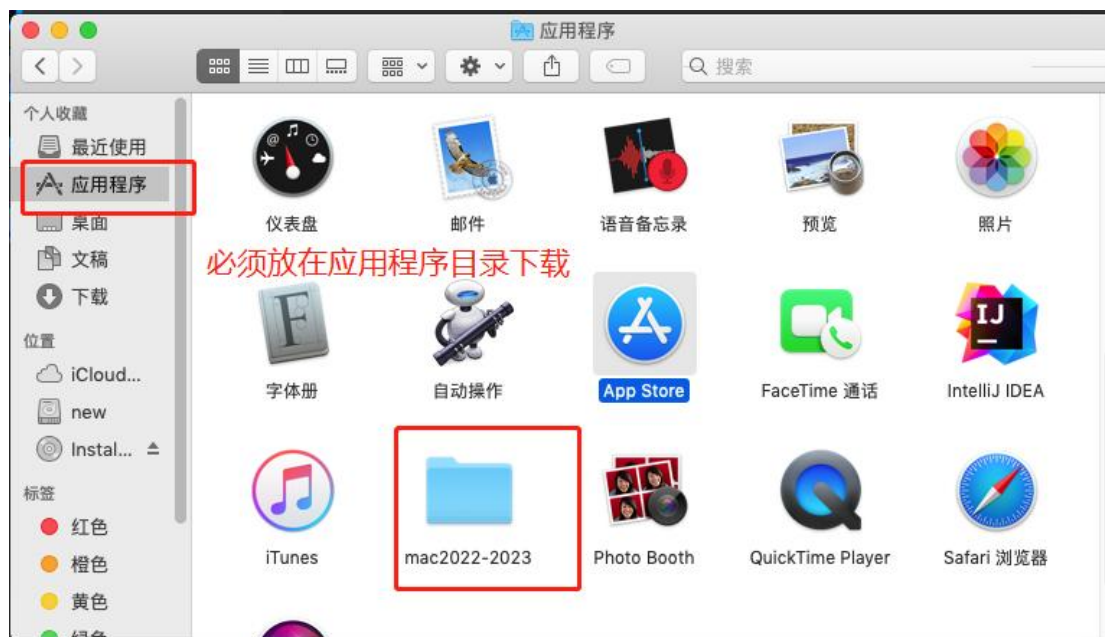 应用程序
搜索
个人收藏
最近使用
应用程序
桌面
文稿
下载
位置
iCloud...
new
Instal...
标签
红色
橙色
黄色
绿色
仪表盘
邮件
语音备忘录
预览
照片
必须放在应用程序目录下载
字体册
自动操作
App Store
FaceTime 通话
IntelliJ IDEA
iTunes
mac2022-2023
Photo Booth
QuickTime Player
Safari 浏览器